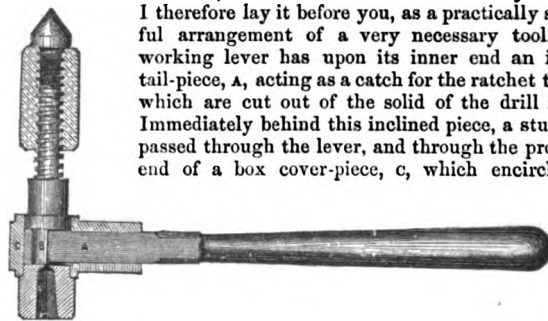 I therefore lay it before you, as a practically
ful arrangement of a very necessary tool
working lever has upon its inner end an
tail-piece, A, acting as a catch for the ratchet
which are cut out of the solid of the drill
Immediately behind this inclined piece, a
passed through the lever, and through the
end of a box cover-piece, C, which
C B A